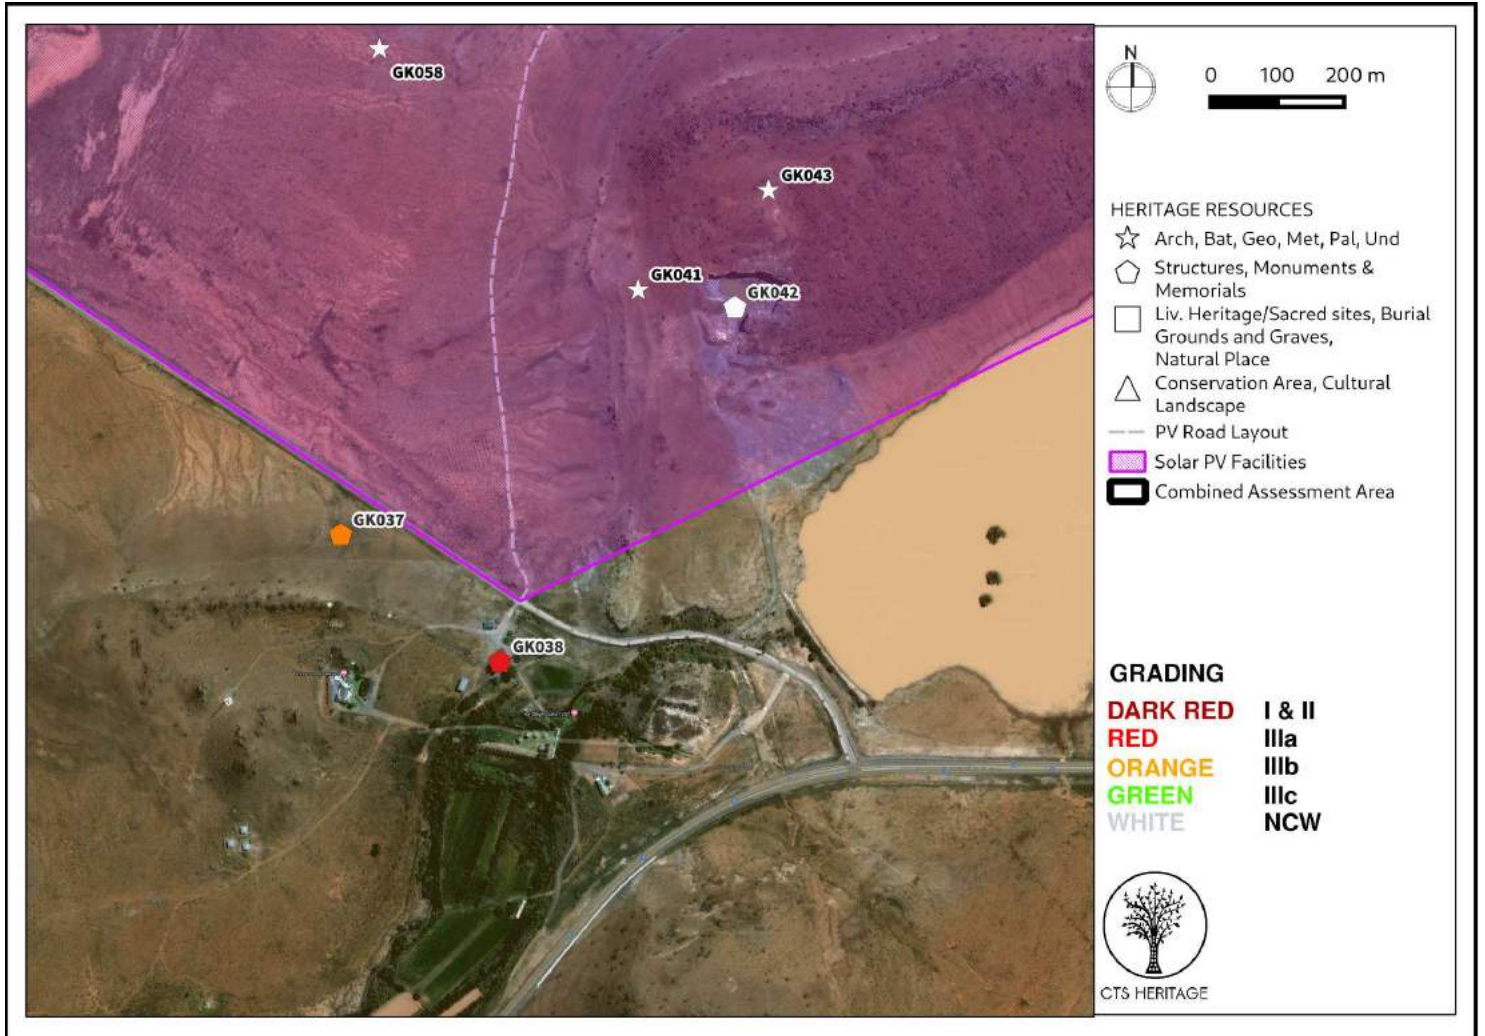 GK058
GK043
GK041
GK042
GK037
GK038
N
0 100 200 m
HERITAGE RESOURCES
Arch, Bat, Geo, Met, Pal, Und
Structures, Monuments &
Memorials
Liv. Heritage/Sacred sites, Burial
Grounds and Graves,
Natural Place
Conservation Area, Cultural
Landscape
PV Road Layout
Solar PV Facilities
Combined Assessment Area
GRADING
DARK RED I & II
RED IIIa
ORANGE IIIb
GREEN IIIc
WHITE NCW
CTS HERITAGE